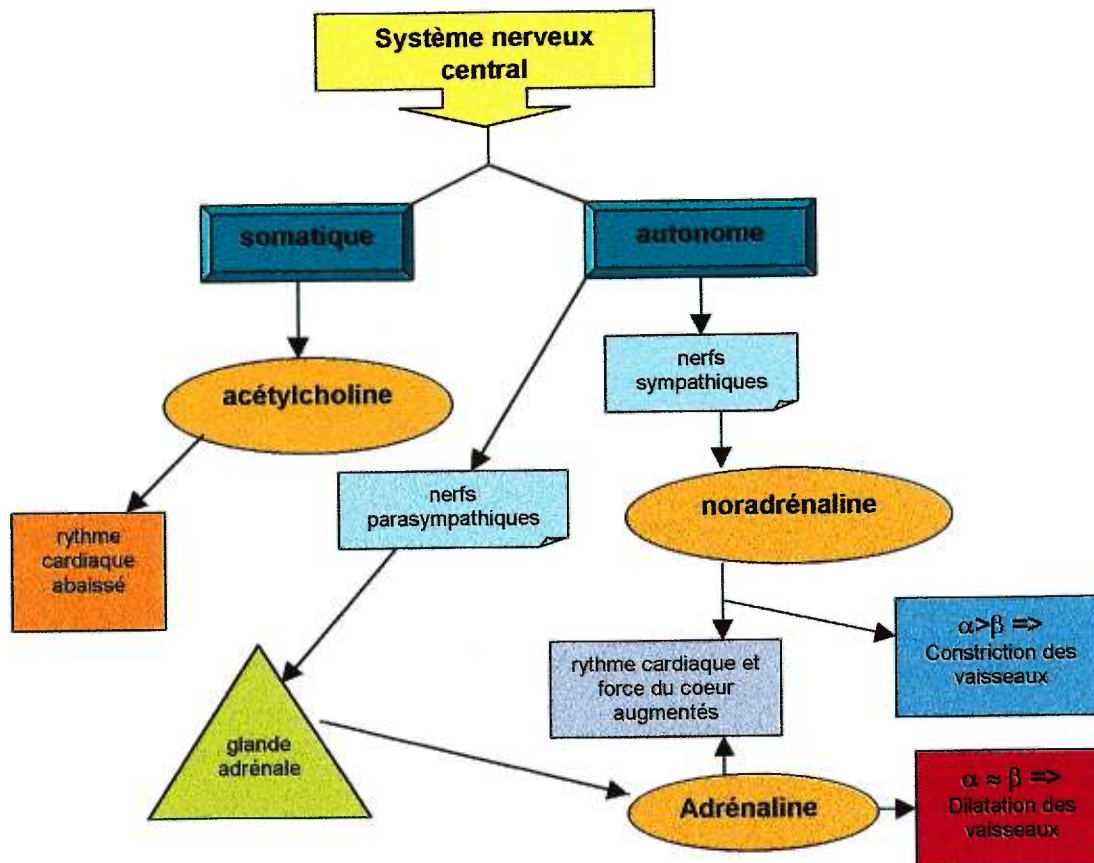 Système nerveux
central
somatique
autonome
nerfs
sympathiques
acétylcholine
nerfs
parasympathiques
noradrénaline
rythme
cardiaque
abaissé
α>β =>
Constriction des
vaisseaux
rythme cardiaque et
force du coeur
augmentés
glande
adrénale
Adrénaline
α ≈ β =>
Dilatation des
vaisseaux